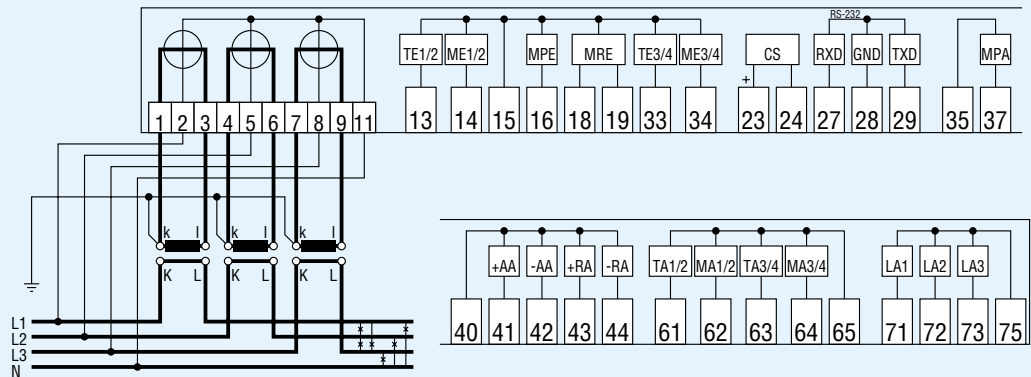 RS-232
TE1/2 ME1/2 MPE MRE TE3/4 ME3/4 CS RXD GND TXD MPA
+
1 2 3 4 5 6 7 8 9 11 13 14 15 16 18 19 33 34 23 24 27 28 29 35 37
k l k l k l
K L K L K L
+AA -AA +RA -RA TA1/2 MA1/2 TA3/4 MA3/4 LA1 LA2 LA3
40 41 42 43 44 61 62 63 64 65 71 72 73 75
L1
L2
L3
N